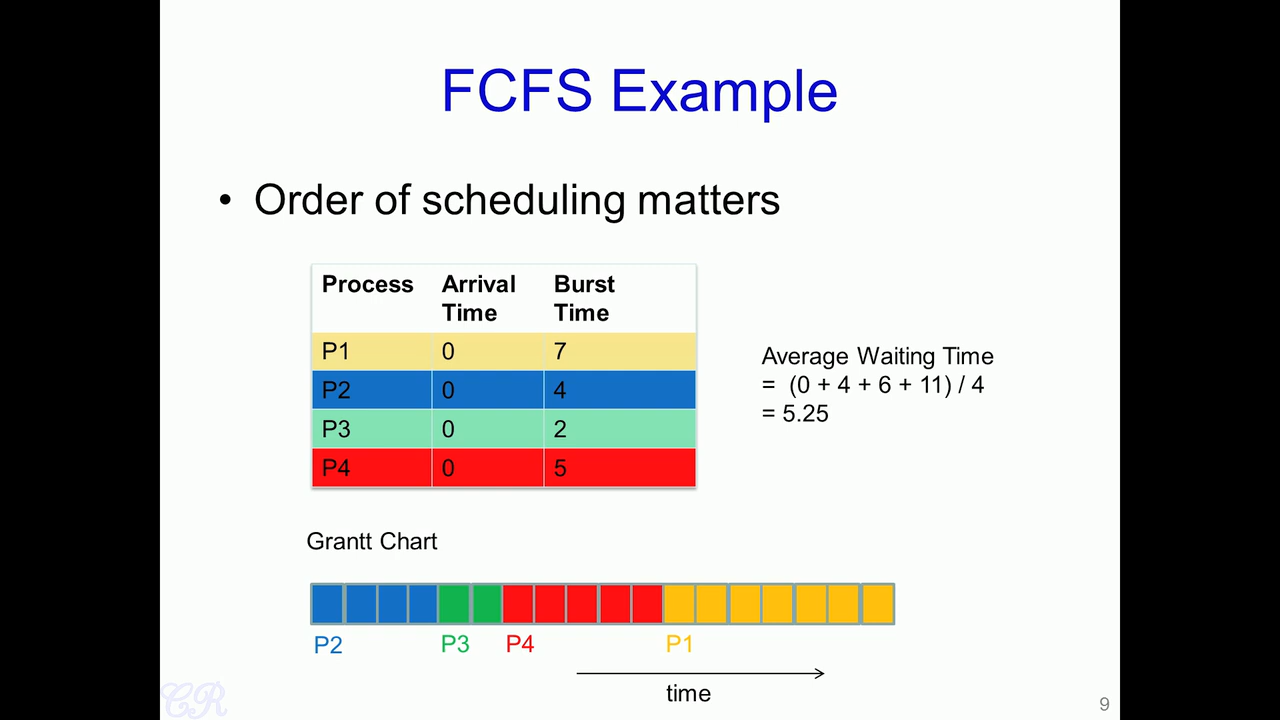 FCFS Example
• Order of scheduling matters
Process Arrival Time Burst Time
P1 0 7
P2 0 4
P3 0 2
P4 0 5
Average Waiting Time
= (0 + 4 + 6 + 11) / 4
= 5.25
Grantt Chart
P2 P3 P4 P1
time
CR
9